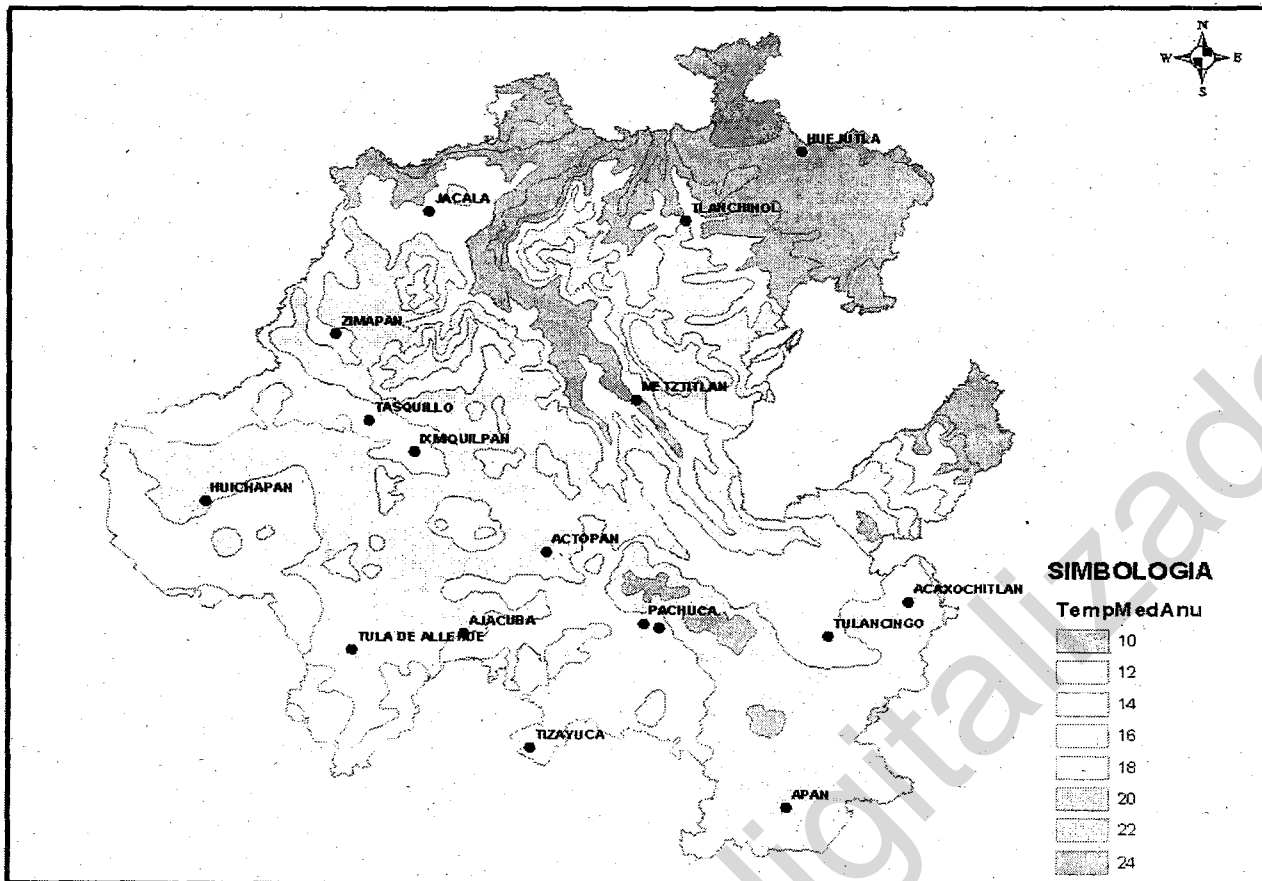 N
W E
S
HUEJUTLA
JACALA
TLANCHINOL
ZIMAPAN
METZTITLAN
TASQUILLO
IXMIQUILPAN
HUICHAPAN
ACTOPAN
SIMBOLOGIA
TempMedAnu
ACAXOCHITLAN
PACHUCA
AJACUBA
TULANCINGO
TULA DE ALLENDE
TIZAYUCA
APAN
10
12
14
16
18
20
22
24
digitalizado